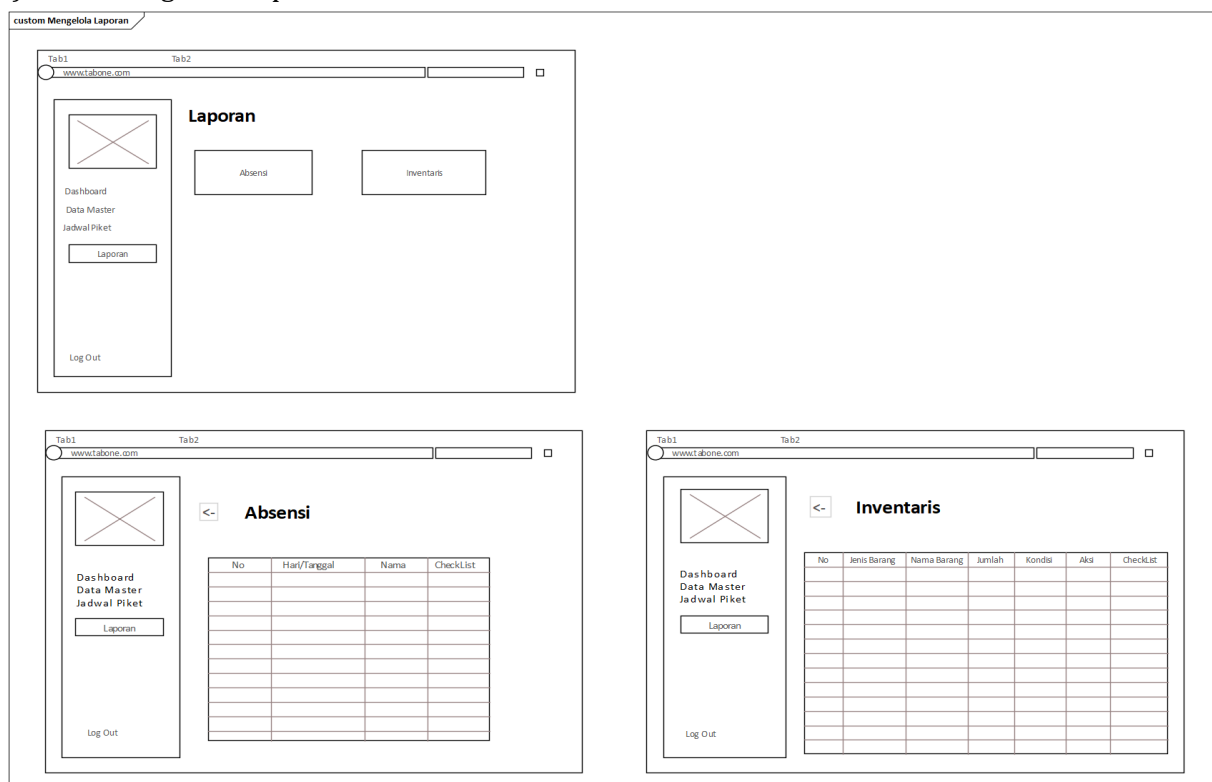 custom Mengelola Laporan
Tab1 Tab2
www.tabone.com
Laporan
Absensi Inventaris
Dashboard
Data Master
Jadwal Piket
Laporan
Log Out
Tab1 Tab2
www.tabone.com
<- Absensi
No Hari/Tanggal Nama CheckList
Dashboard
Data Master
Jadwal Piket
Laporan
Log Out
Tab1 Tab2
www.tabone.com
<- Inventaris
No Jenis Barang Nama Barang Jumlah Kondisi Aksi CheckList
Dashboard
Data Master
Jadwal Piket
Laporan
Log Out